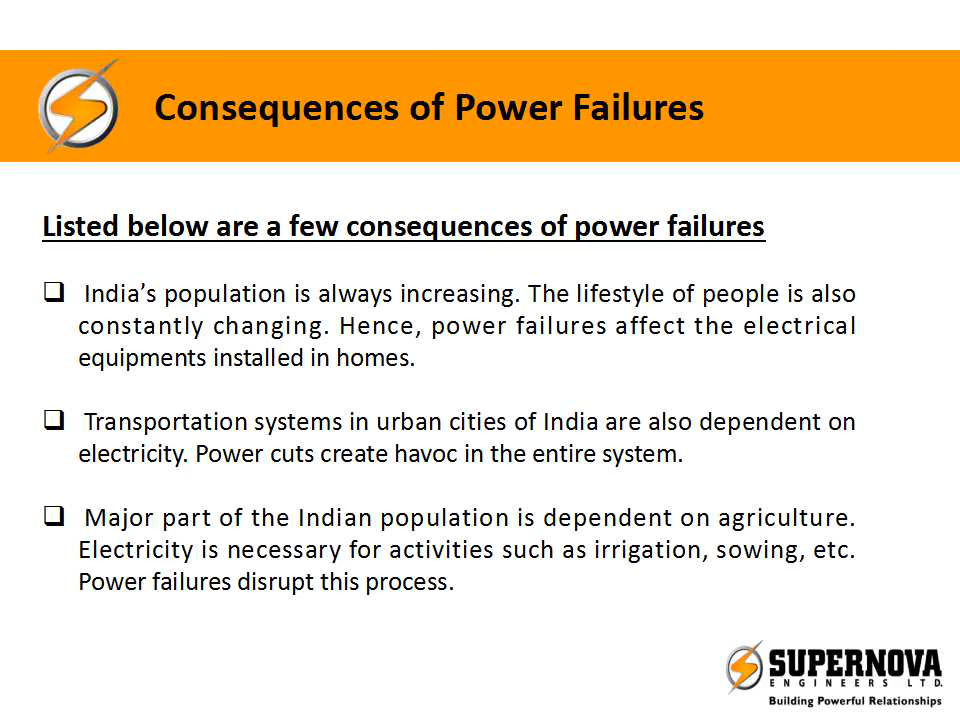 Consequences of Power Failures
Listed below are a few consequences of power failures
❑ India’s population is always increasing. The lifestyle of people is also
constantly changing. Hence, power failures affect the electrical
equipments installed in homes.
❑ Transportation systems in urban cities of India are also dependent on
electricity. Power cuts create havoc in the entire system.
❑ Major part of the Indian population is dependent on agriculture.
Electricity is necessary for activities such as irrigation, sowing, etc.
Power failures disrupt this process.
SUPERNOVA
ENGINEERS LTD.
Building Powerful Relationships